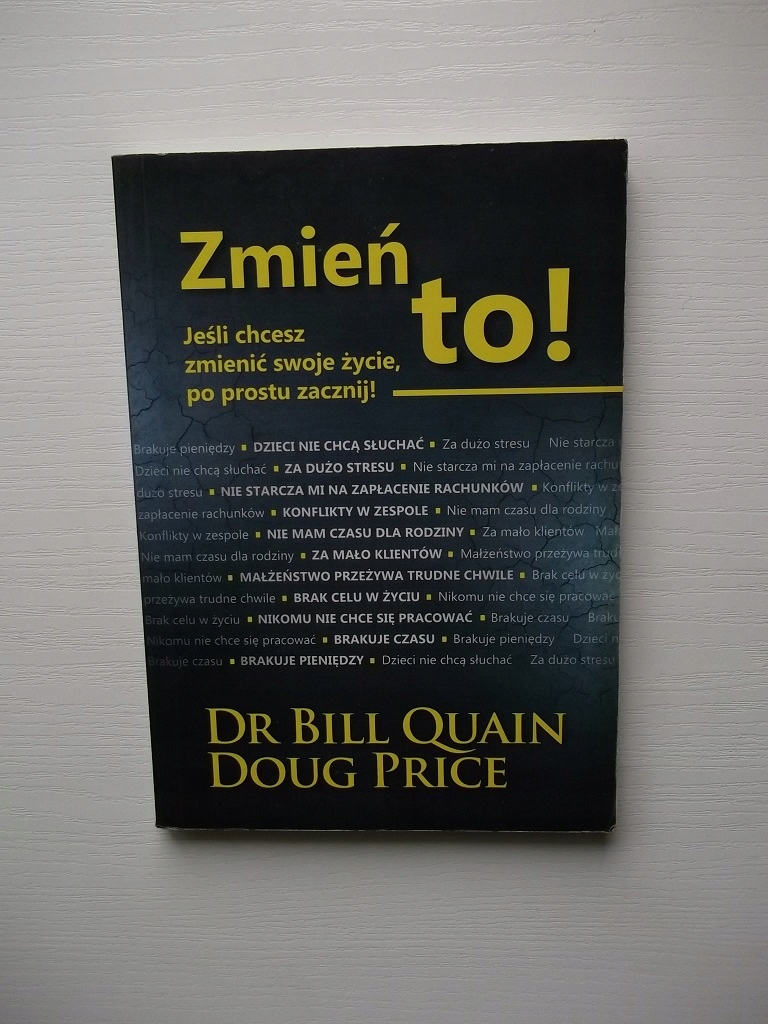 Zmień
to!
Jeśli chcesz
zmienić swoje życie,
po prostu zacznij!
Brakuje pieniędzy ▪ DZIECI NIE CHCĄ SŁUCHAĆ ▪ Za dużo stresu Nie starcza
Dzieci nie chcą słuchać ▪ ZA DUŻO STRESU ▪ Nie starcza mi na zapłacenie rachu
dużo stresu ▪ NIE STARCZA MI NA ZAPŁACENIE RACHUNKÓW ▪ Konflikty w ze
zapłacenie rachunków ▪ KONFLIKTY W ZESPOLE ▪ Nie mam czasu dla rodziny
Konflikty w zespole ▪ NIE MAM CZASU DLA RODZINY ▪ Za mało klientów Mał
Nie mam czasu dla rodziny ▪ ZA MAŁO KLIENTÓW ▪ Małżeństwo przeżywa trud
mało klientów ▪ MAŁŻEŃSTWO PRZEŻYWA TRUDNE CHWILE ▪ Brak celu w życ
przeżywa trudne chwile ▪ BRAK CELU W ŻYCIU ▪ Nikomu nie chce się pracować
Brak celu w życiu ▪ NIKOMU NIE CHCE SIĘ PRACOWAĆ ▪ Brakuje czasu Braku
Nikomu nie chce się pracować ▪ BRAKUJE CZASU ▪ Brakuje pieniędzy Dzieci n
Brakuje czasu ▪ BRAKUJE PIENIĘDZY ▪ Dzieci nie chcą słuchać Za dużo stresu
DR BILL QUAIN
DOUG PRICE